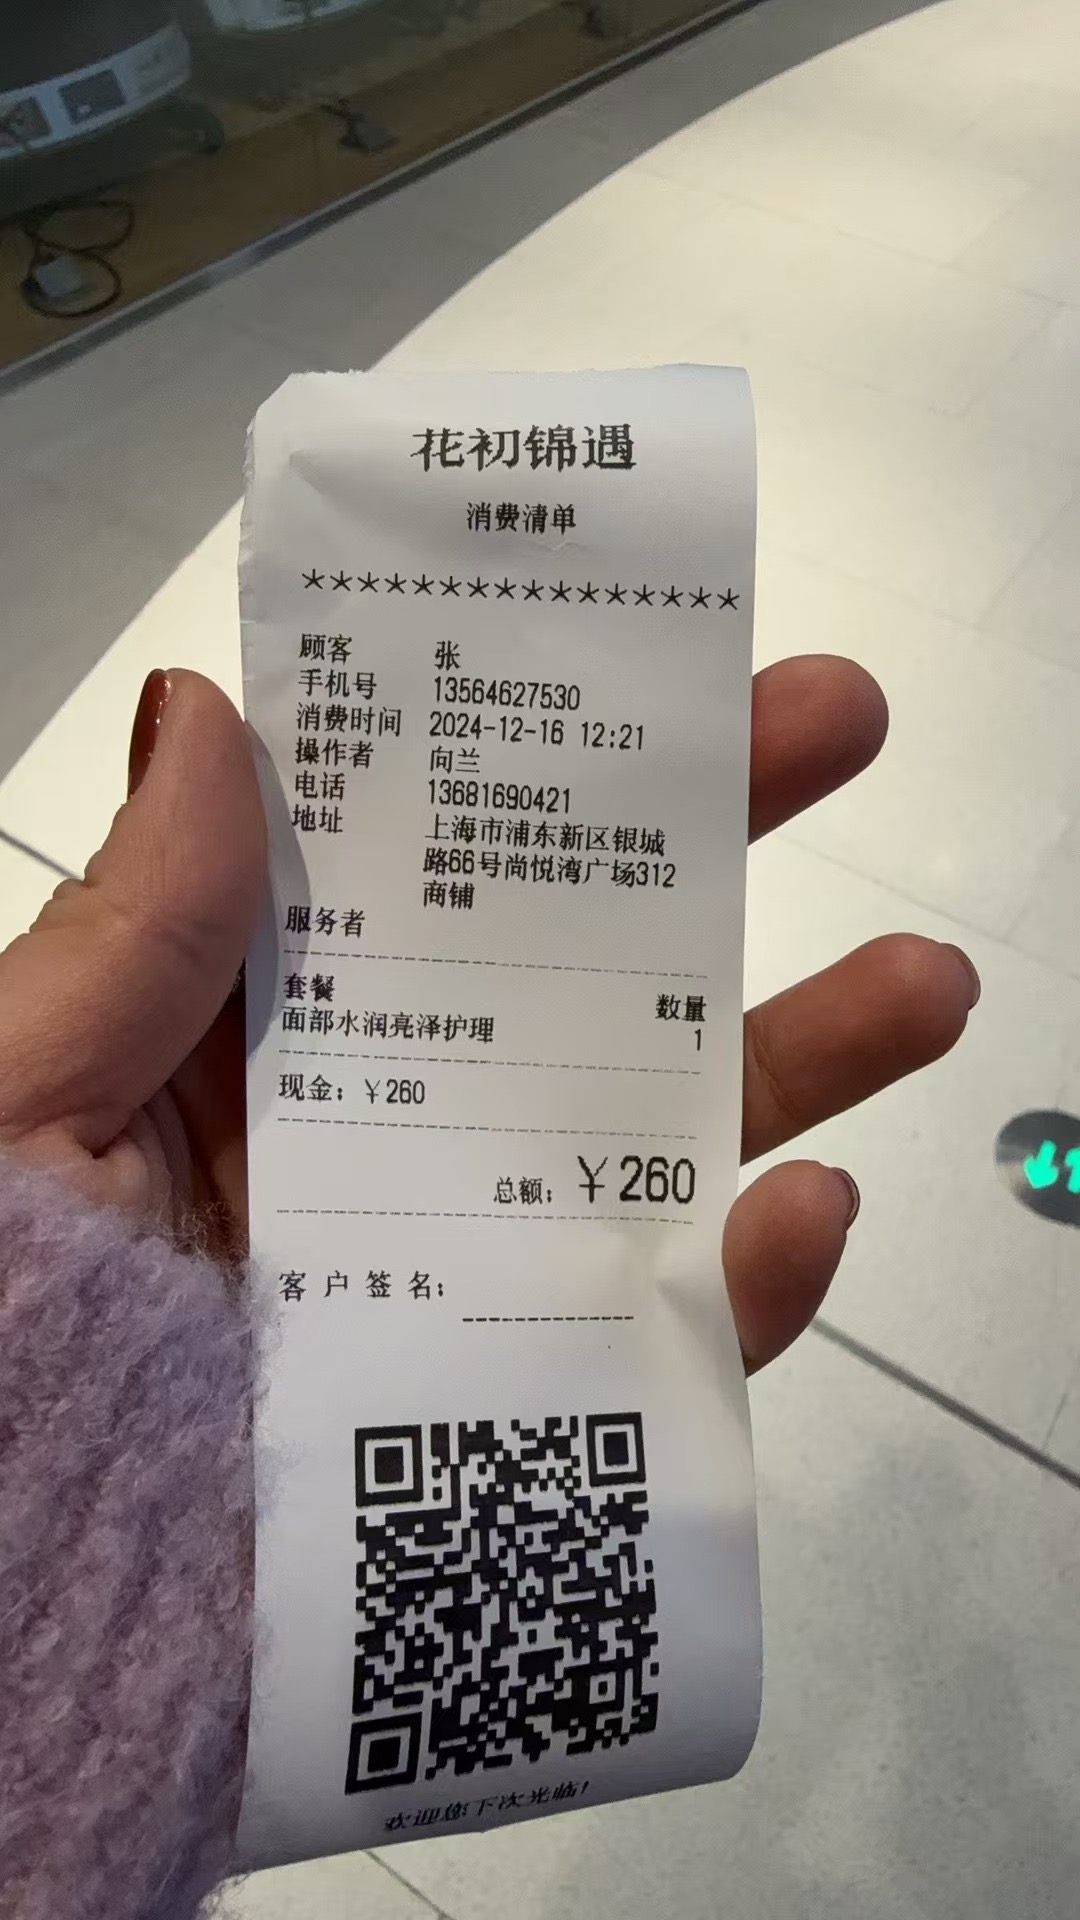 花初锦遇
消费清单
****************
顾客 张
手机号 13564627530
消费时间 2024-12-16 12:21
操作者 向兰
电话 13681690421
地址 上海市浦东新区银城
路66号尚悦湾广场312
商铺
服务者
套餐 数量
面部水润亮泽护理 1
现金：￥260
总额：￥260
客 户 签 名：
欢迎您下次光临！